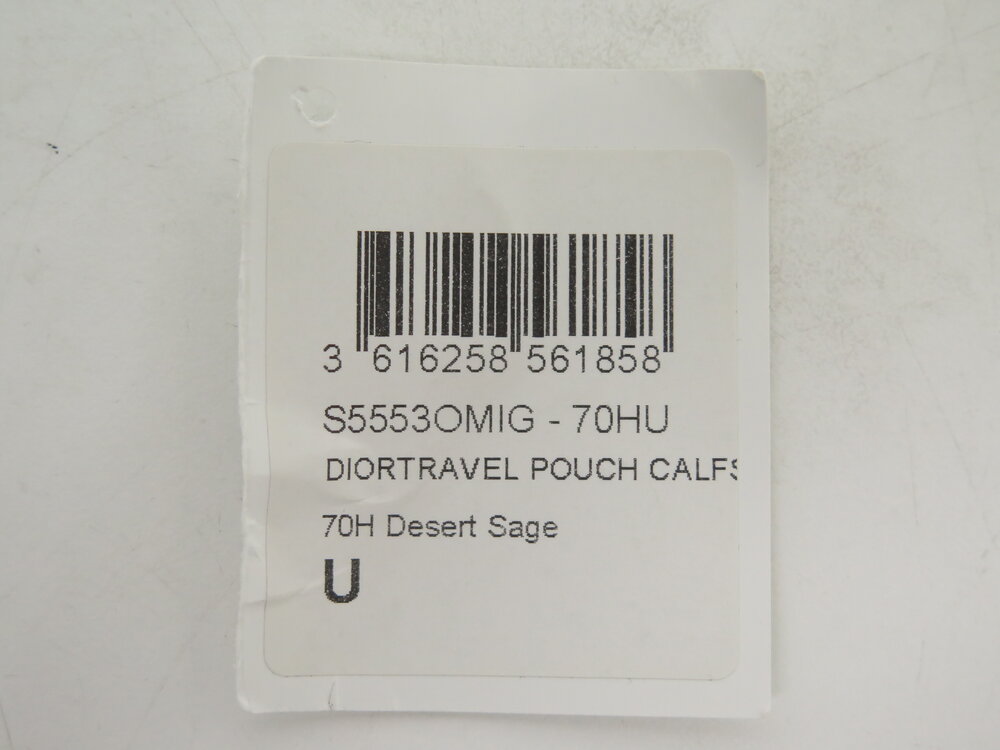 3 616258 561858
S5553OMIG - 70HU
DIORTRAVEL POUCH CALFS
70H Desert Sage
U